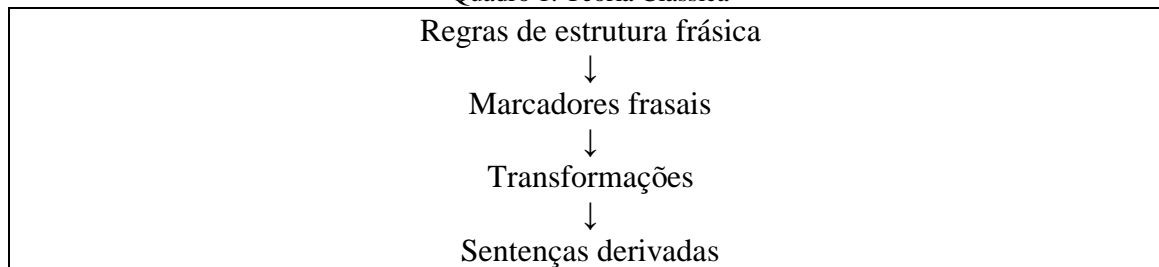 Quadro 1: Teoria Clássica
Regras de estrutura frásica
↓
Marcadores frasais
↓
Transformações
↓
Sentenças derivadas